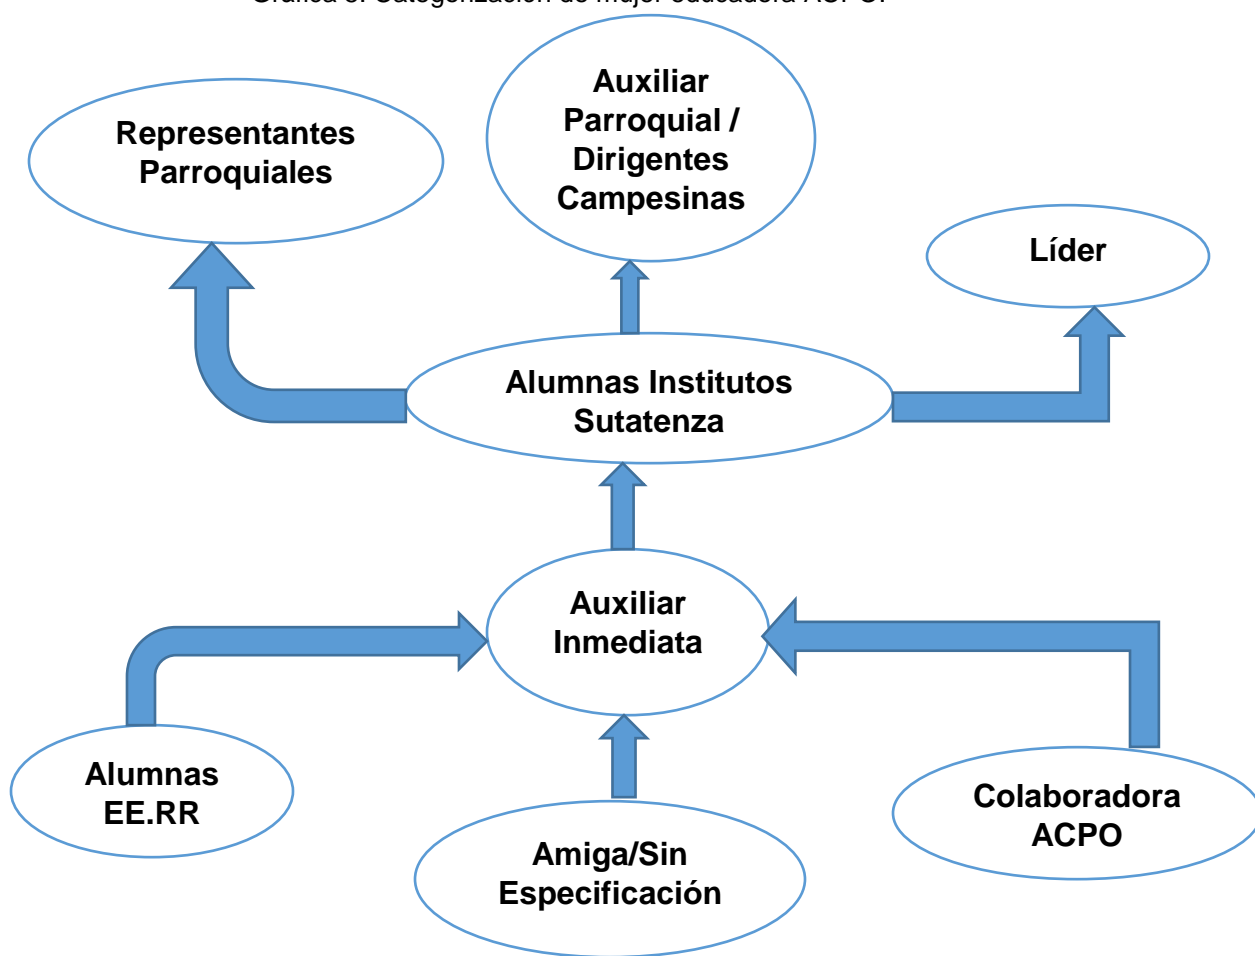 Auxiliar
Parroquial /
Dirigentes
Campesinas
Representantes
Parroquiales
Líder
Alumnas Institutos
Sutatenza
Auxiliar
Inmediata
Alumnas
EE.RR
Colaboradora
ACPO
Amiga/Sin
Especificación